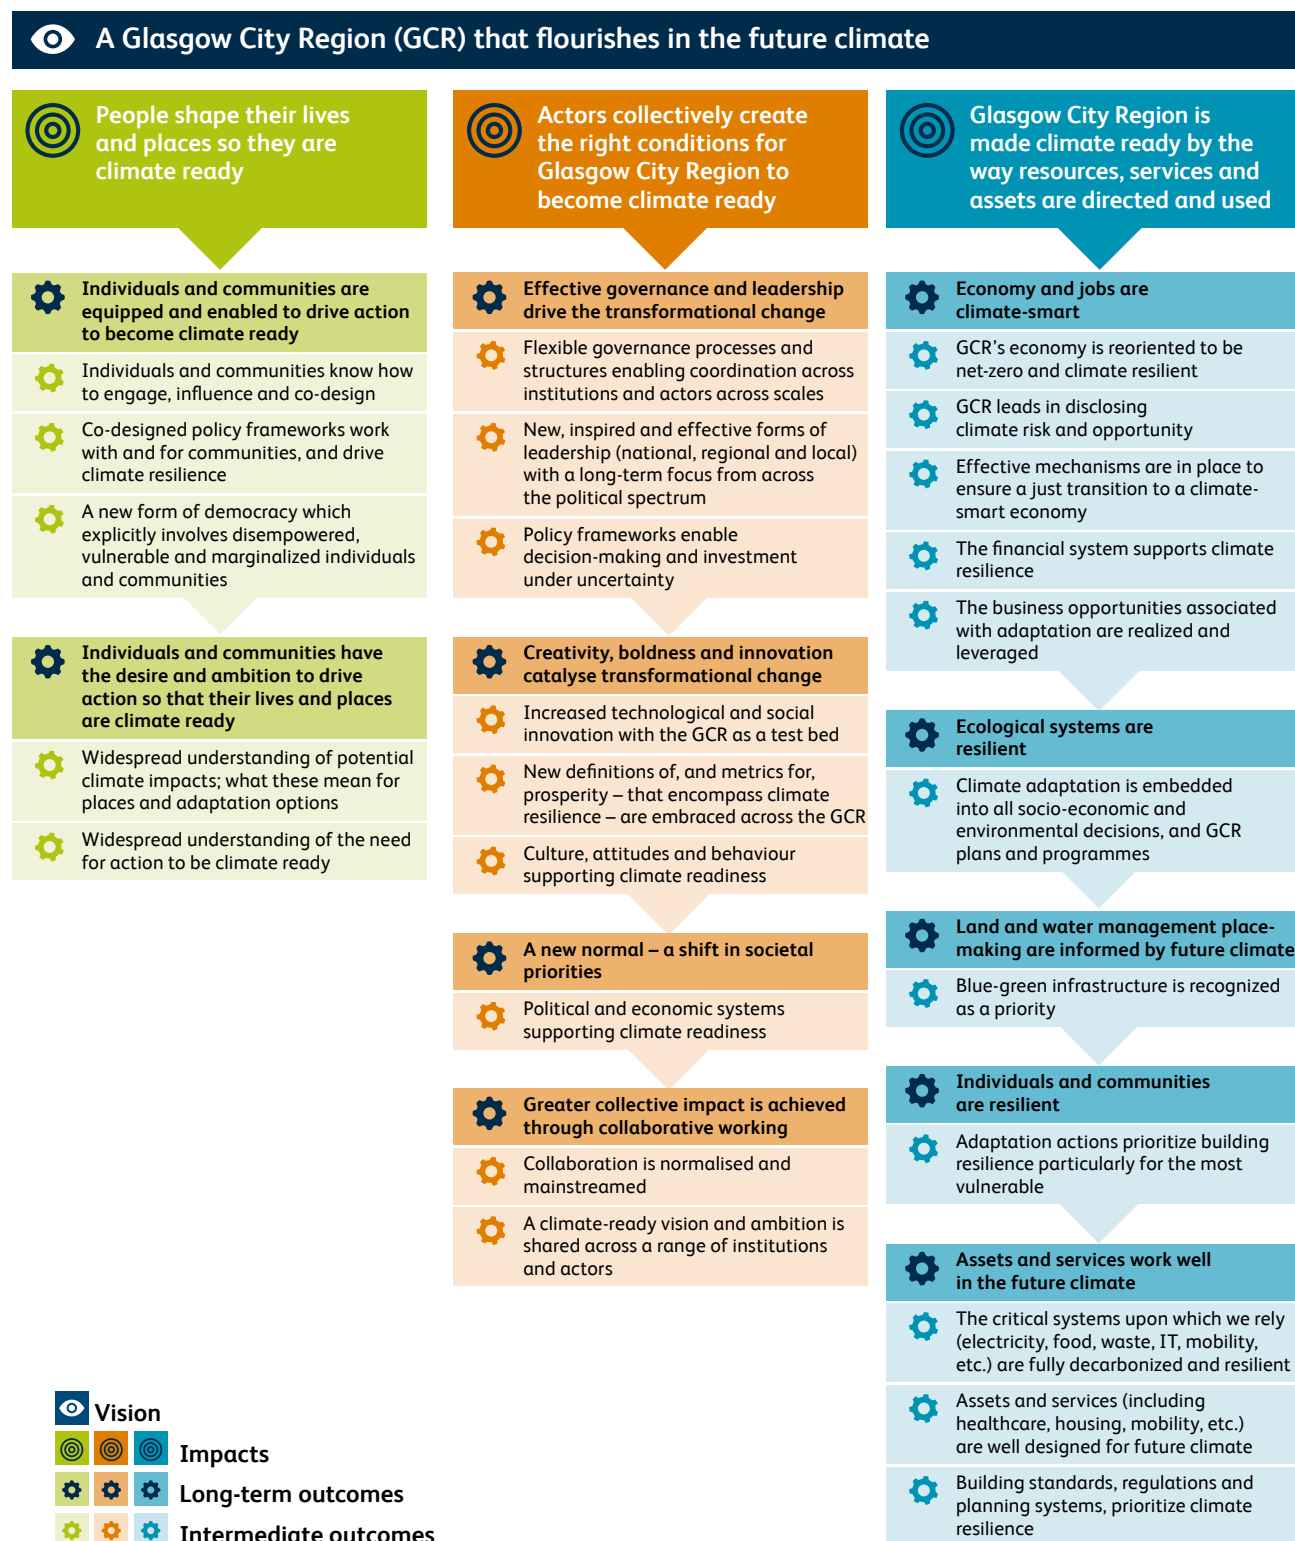 A Glasgow City Region (GCR) that flourishes in the future climate
People shape their lives
and places so they are
climate ready
Individuals and communities are
equipped and enabled to drive action
to become climate ready
Individuals and communities know how
to engage, influence and co-design
Co-designed policy frameworks work
with and for communities, and drive
climate resilience
A new form of democracy which
explicitly involves disempowered,
vulnerable and marginalized individuals
and communities
Individuals and communities have
the desire and ambition to drive
action so that their lives and places
are climate ready
Widespread understanding of potential
climate impacts; what these mean for
places and adaptation options
Widespread understanding of the need
for action to be climate ready
Actors collectively create
the right conditions for
Glasgow City Region to
become climate ready
Effective governance and leadership
drive the transformational change
Flexible governance processes and
structures enabling coordination across
institutions and actors across scales
New, inspired and effective forms of
leadership (national, regional and local)
with a long-term focus from across
the political spectrum
Policy frameworks enable
decision-making and investment
under uncertainty
Creativity, boldness and innovation
catalyse transformational change
Increased technological and social
innovation with the GCR as a test bed
New definitions of, and metrics for,
prosperity – that encompass climate
resilience – are embraced across the GCR
Culture, attitudes and behaviour
supporting climate readiness
A new normal – a shift in societal
priorities
Political and economic systems
supporting climate readiness
Greater collective impact is achieved
through collaborative working
Collaboration is normalised and
mainstreamed
A climate-ready vision and ambition is
shared across a range of institutions
and actors
Glasgow City Region is
made climate ready by the
way resources, services and
assets are directed and used
Economy and jobs are
climate-smart
GCR's economy is reoriented to be
net-zero and climate resilient
GCR leads in disclosing
climate risk and opportunity
Effective mechanisms are in place to
ensure a just transition to a climate-
smart economy
The financial system supports climate
resilience
The business opportunities associated
with adaptation are realized and
leveraged
Ecological systems are
resilient
Climate adaptation is embedded
into all socio-economic and
environmental decisions, and GCR
plans and programmes
Land and water management place-
making are informed by future climate
Blue-green infrastructure is recognized
as a priority
Individuals and communities
are resilient
Adaptation actions prioritize building
resilience particularly for the most
vulnerable
Assets and services work well
in the future climate
The critical systems upon which we rely
(electricity, food, waste, IT, mobility,
etc.) are fully decarbonized and resilient
Assets and services (including
healthcare, housing, mobility, etc.)
are well designed for future climate
Building standards, regulations and
planning systems, prioritize climate
resilience
Vision
Impacts
Long-term outcomes
Intermediate outcomes